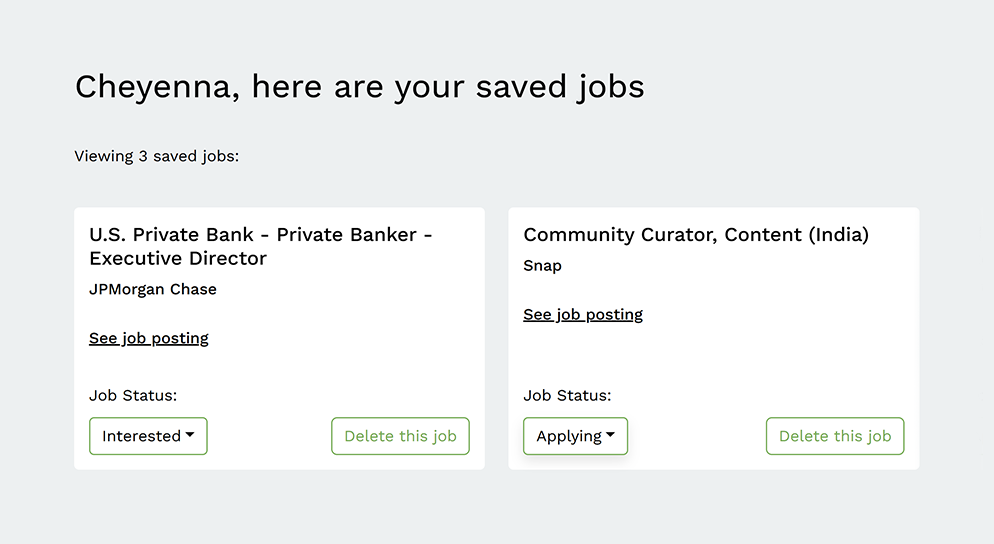 Cheyenna, here are your saved jobs
Viewing 3 saved jobs:
U.S. Private Bank - Private Banker -
Executive Director
JPMorgan Chase
See job posting
Job Status:
Interested
Delete this job
Community Curator, Content (India)
Snap
See job posting
Job Status:
Applying
Delete this job